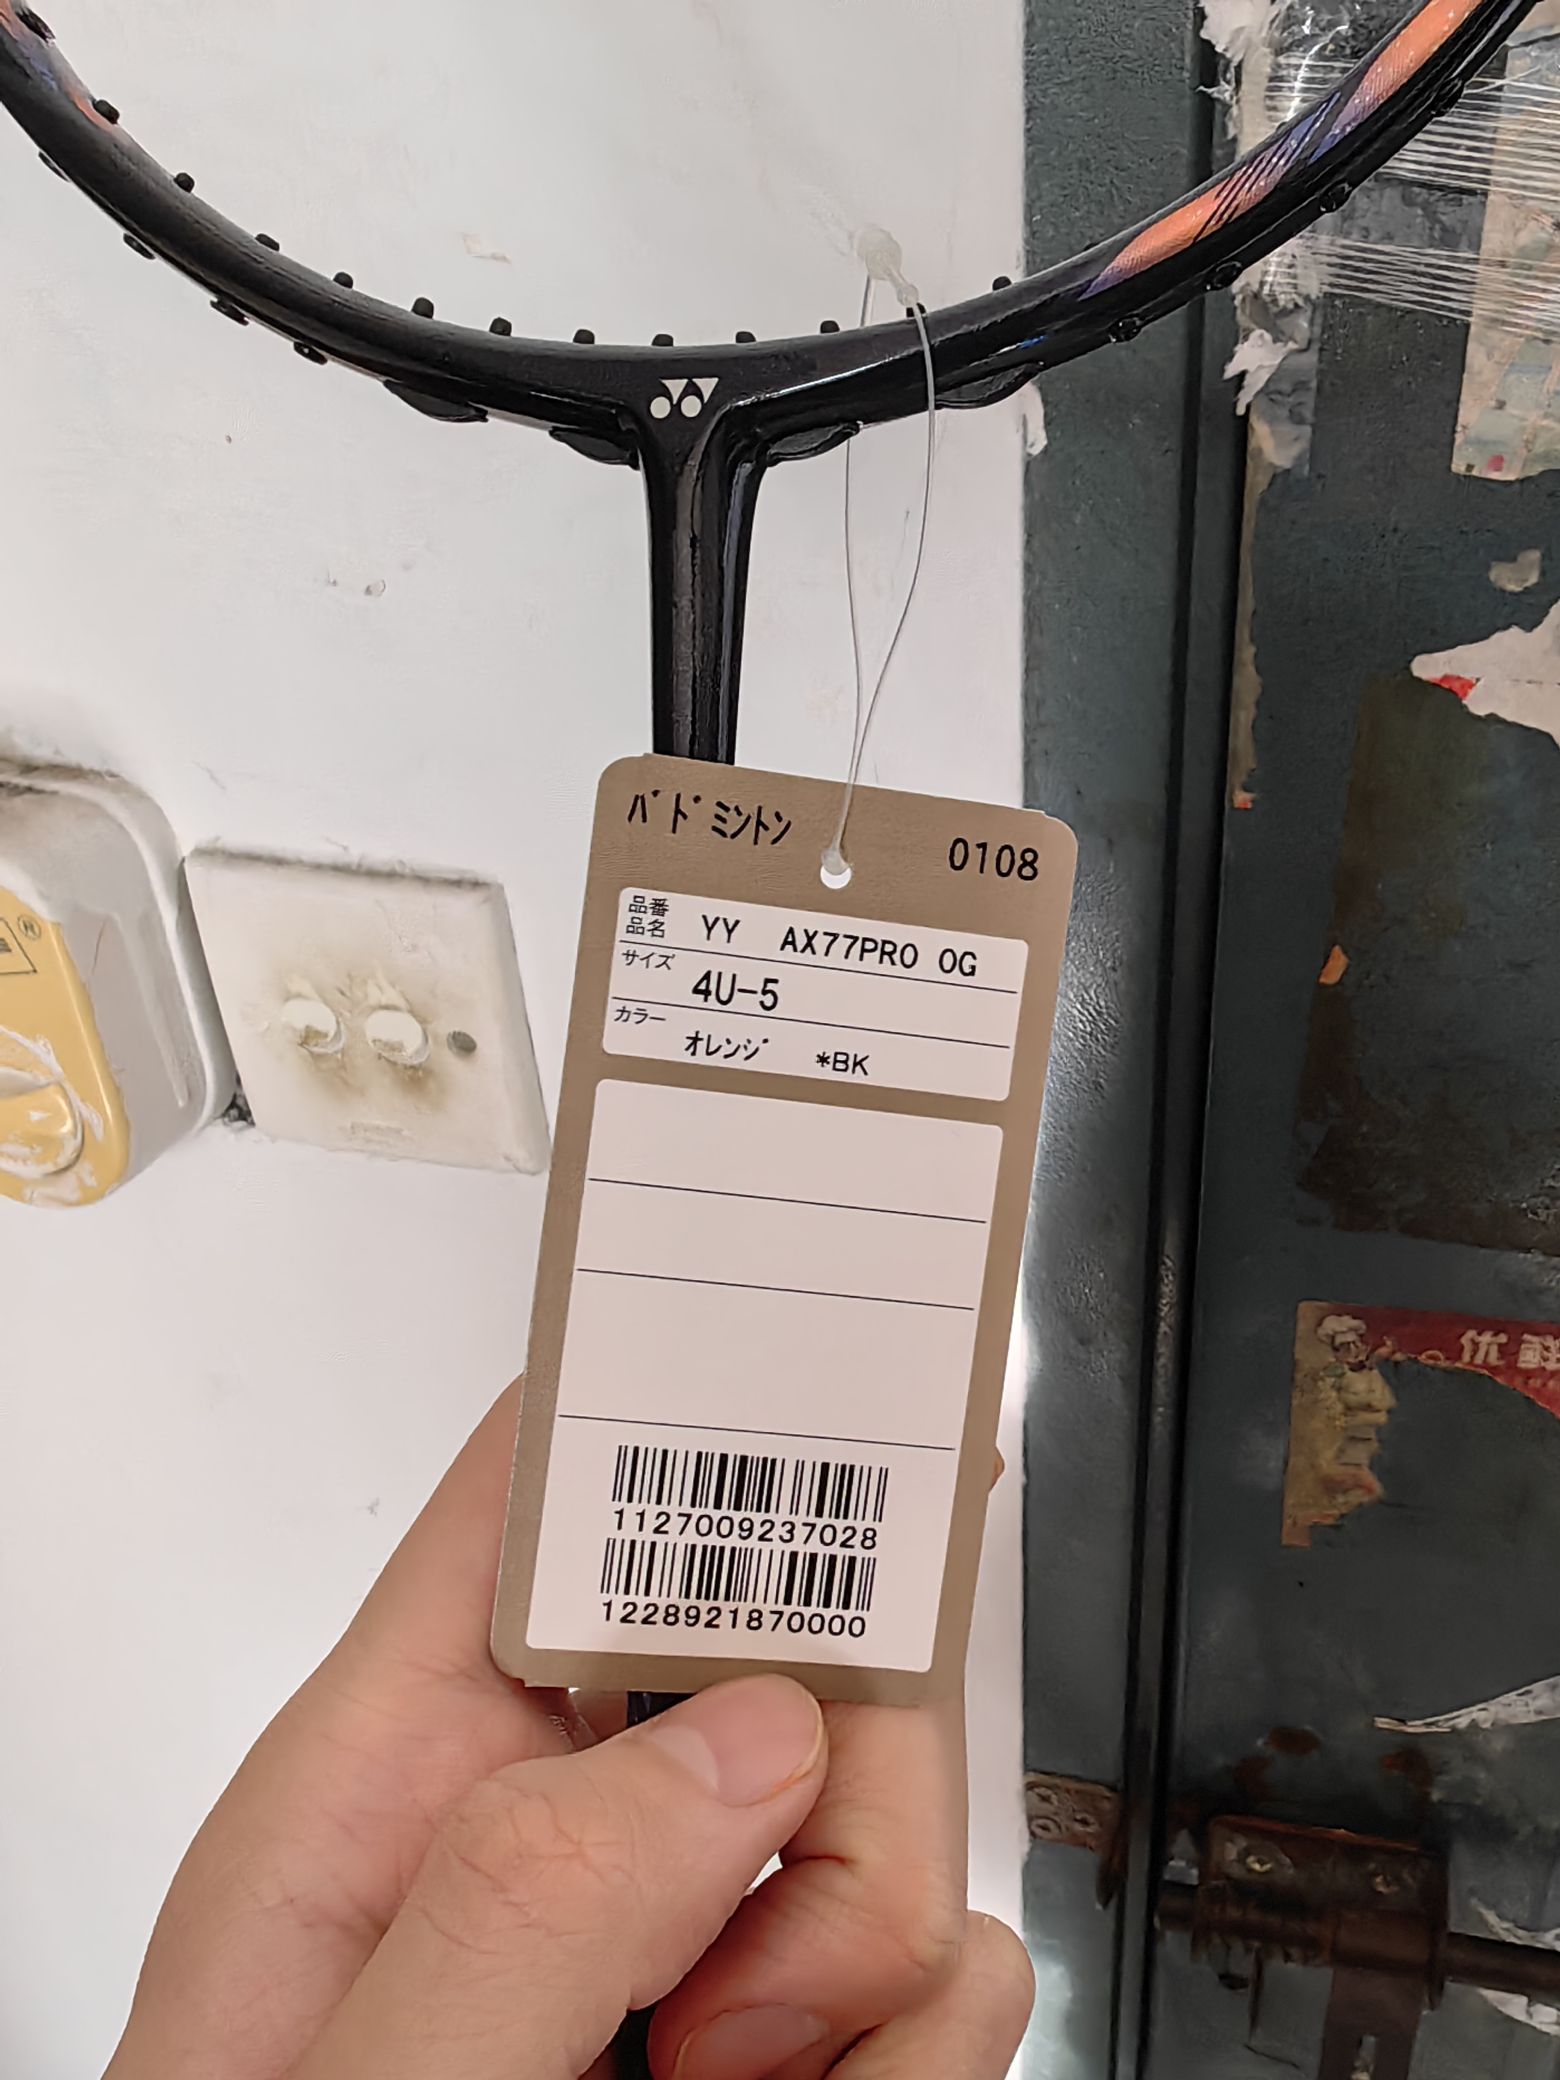 バドミントン 0108
品番
品名 YY AX77PRO OG
サイズ 4U-5
カラー オレンジ *BK
1127009237028
1228921870000
®
优